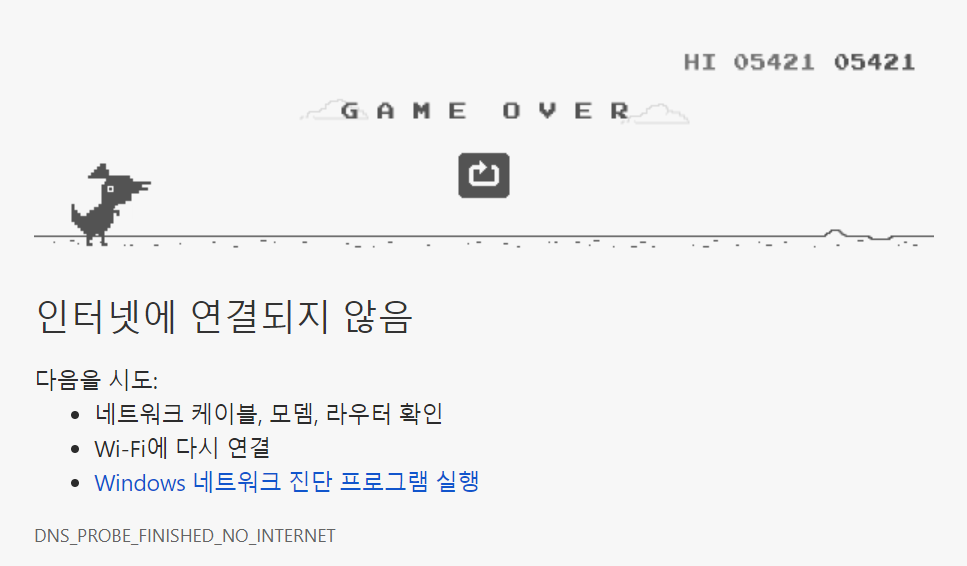 HI 05421 05421
GAME OVER
인터넷에 연결되지 않음
다음을 시도:
네트워크 케이블, 모뎀, 라우터 확인
Wi-Fi에 다시 연결
Windows 네트워크 진단 프로그램 실행
DNS_PROBE_FINISHED_NO_INTERNET